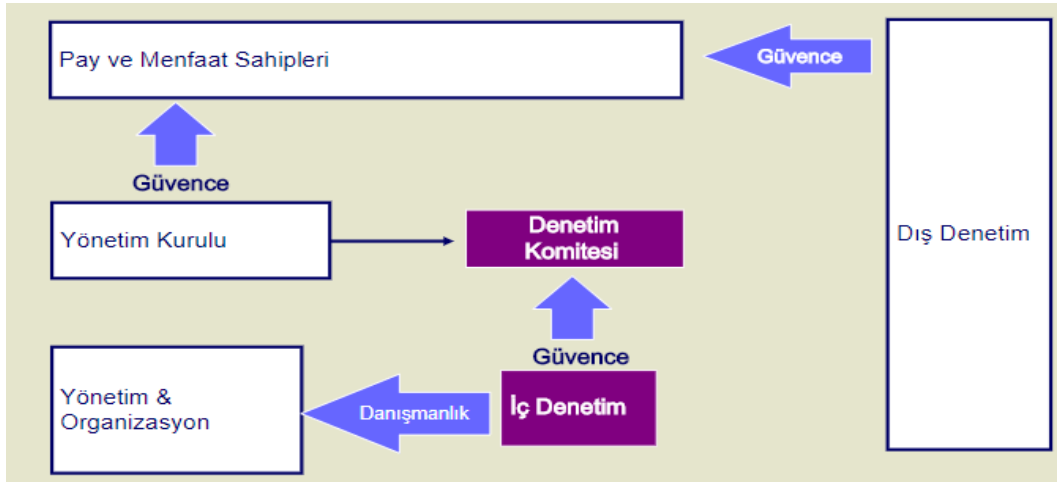 Pay ve Menfaat Sahipleri
Güvence
Güvence
Yönetim Kurulu
Denetim
Komitesi
Dış Denetim
Güvence
Yönetim &
Organizasyon
Danışmanlık
İç Denetim